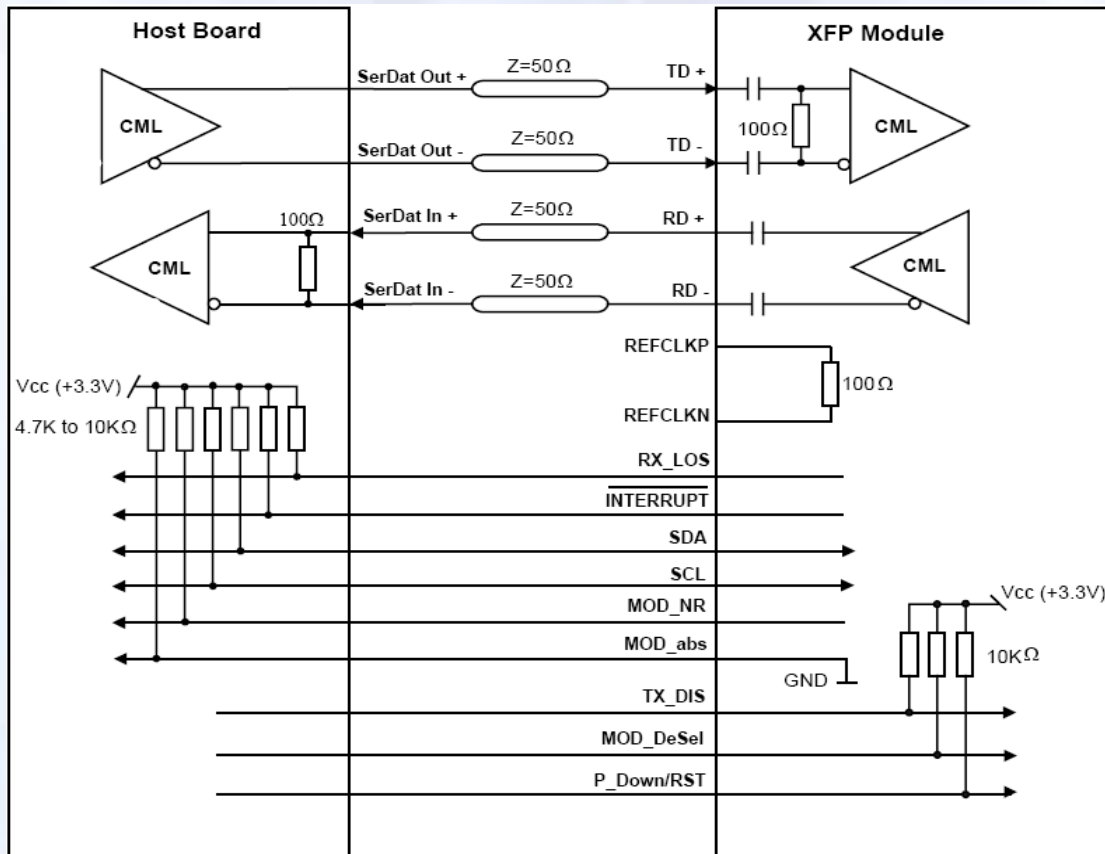 Host Board
XFP Module
CML
SerDat Out +
Z=50Ω
TD +
100Ω
CML
SerDat Out -
Z=50Ω
TD -
100Ω
CML
SerDat In +
Z=50Ω
RD +
CML
SerDat In -
Z=50Ω
RD -
REFCLKP
100Ω
REFCLKN
Vcc (+3.3V)
4.7K to 10KΩ
RX_LOS
INTERRUPT
SDA
SCL
MOD_NR
MOD_abs
Vcc (+3.3V)
10KΩ
GND
TX_DIS
MOD_DeSel
P_Down/RST